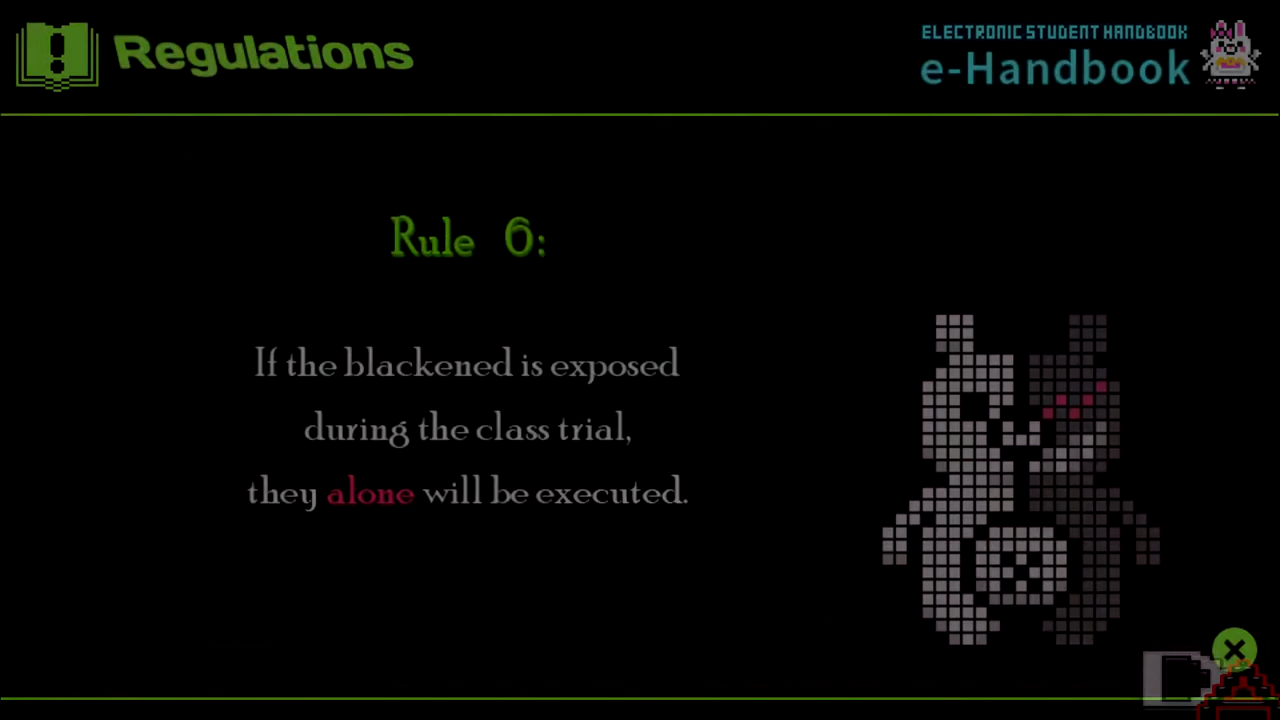 Regulations
ELECTRONIC STUDENT HANDBOOK
e-Handbook
Rule 6:
If the blackened is exposed
during the class trial,
they alone will be executed.